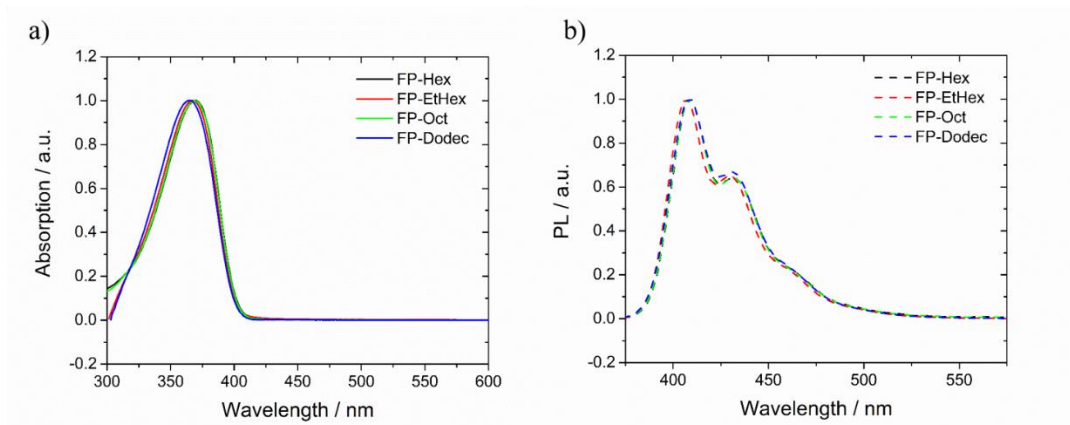 a)
1.2
1.0
0.8
0.6
0.4
0.2
0.0
-0.2
Absorption / a.u.
FP-Hex
FP-EtHex
FP-Oct
FP-Dodec
300 350 400 450 500 550 600
Wavelength / nm
b)
1.2
1.0
0.8
0.6
0.4
0.2
0.0
-0.2
PL / a.u.
FP-Hex
FP-EtHex
FP-Oct
FP-Dodec
400 450 500 550
Wavelength / nm